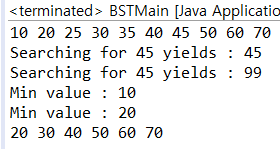 <terminated> BSTMain [Java Applicatio
10 20 25 30 35 40 45 50 60 70
Searching for 45 yields : 45
Searching for 45 yields : 99
Min value : 10
Min value : 20
20 30 40 50 60 70